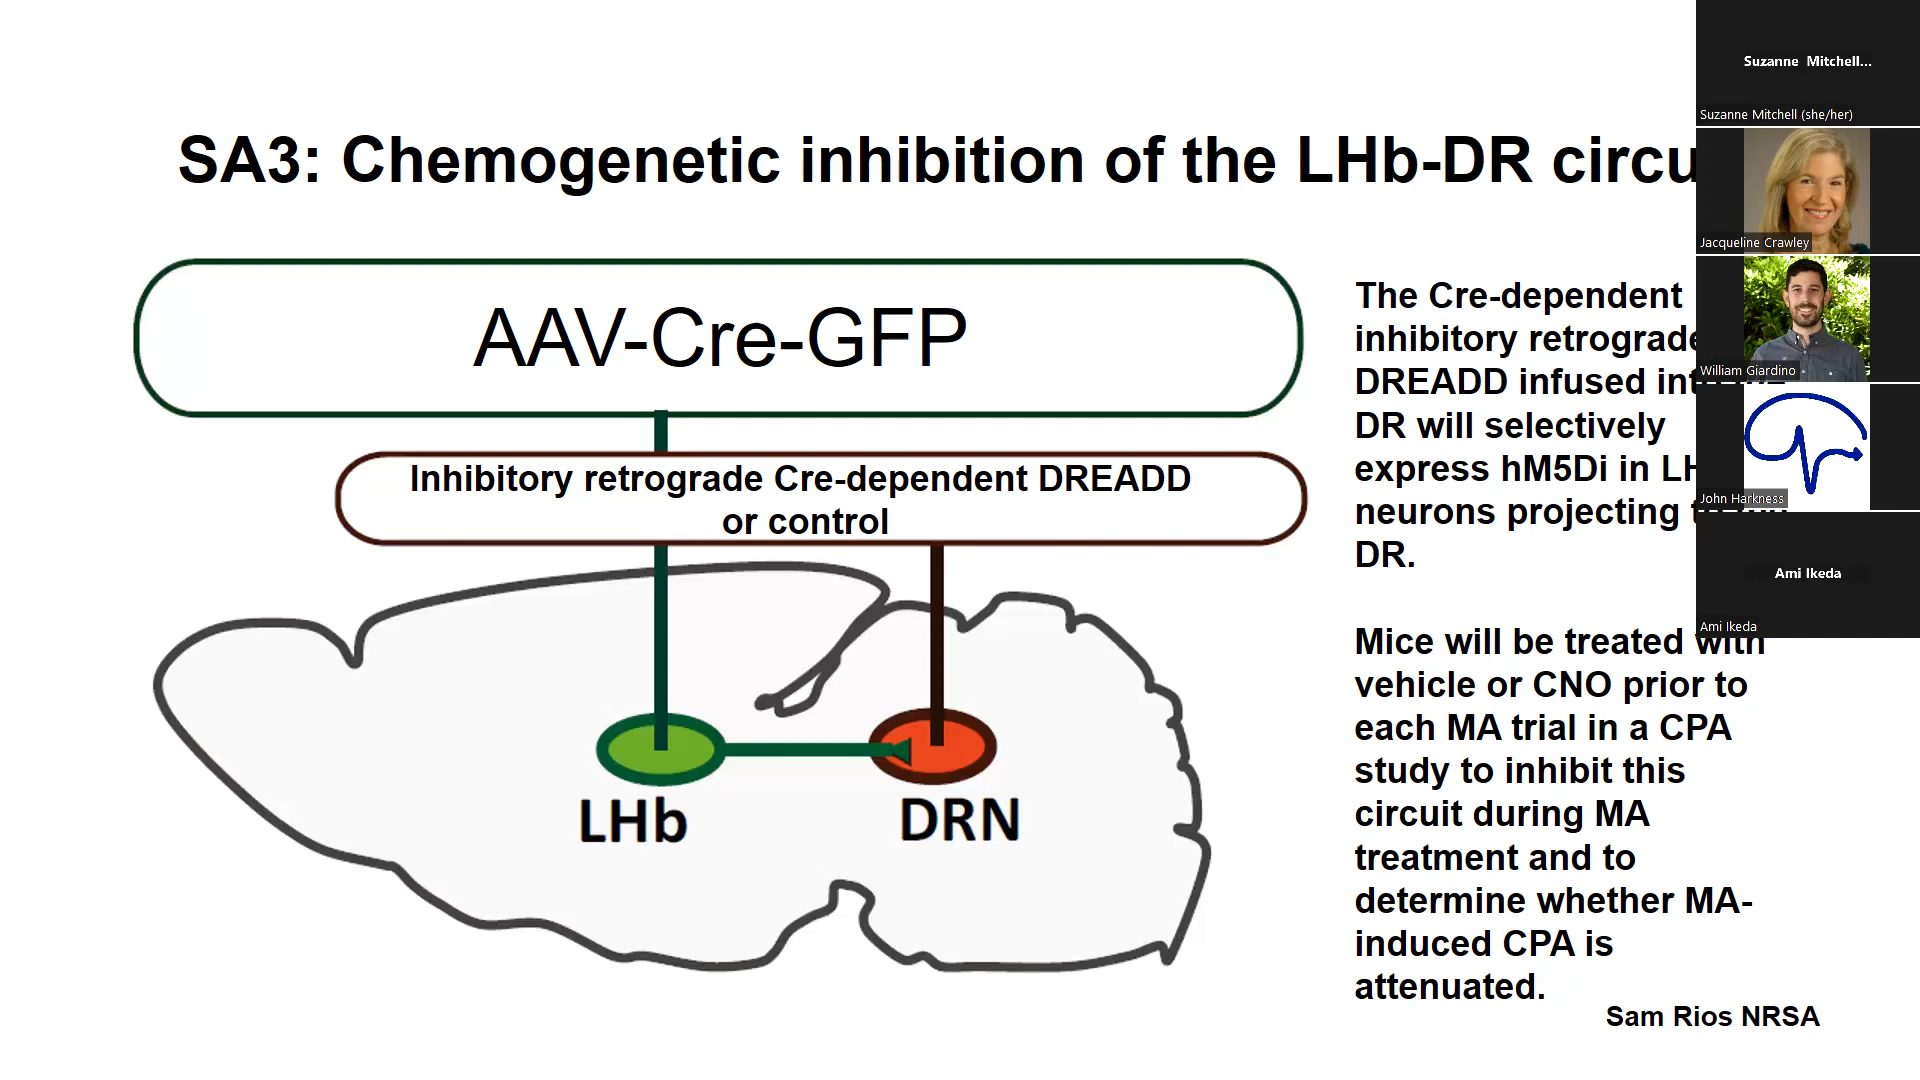 SA3: Chemogenetic inhibition of the LHb-DR circu
AAV-Cre-GFP
Inhibitory retrograde Cre-dependent DREADD
or control
LHb
DRN
The Cre-dependent
inhibitory retrograde
DREADD infused
DR will selectively
express hM5Di in
neurons projecting
DR.
Mice will be treated with
vehicle or CNO prior to
each MA trial in a CPA
study to inhibit this
circuit during MA
treatment and to
determine whether MA-
induced CPA is
attenuated.
Sam Rios NRSA
Suzanne Mitchell...
Suzanne Mitchell (she/her)
Jacqueline Crawley
William Giardino
John Harkness
Ami Ikeda
Ami Ikeda